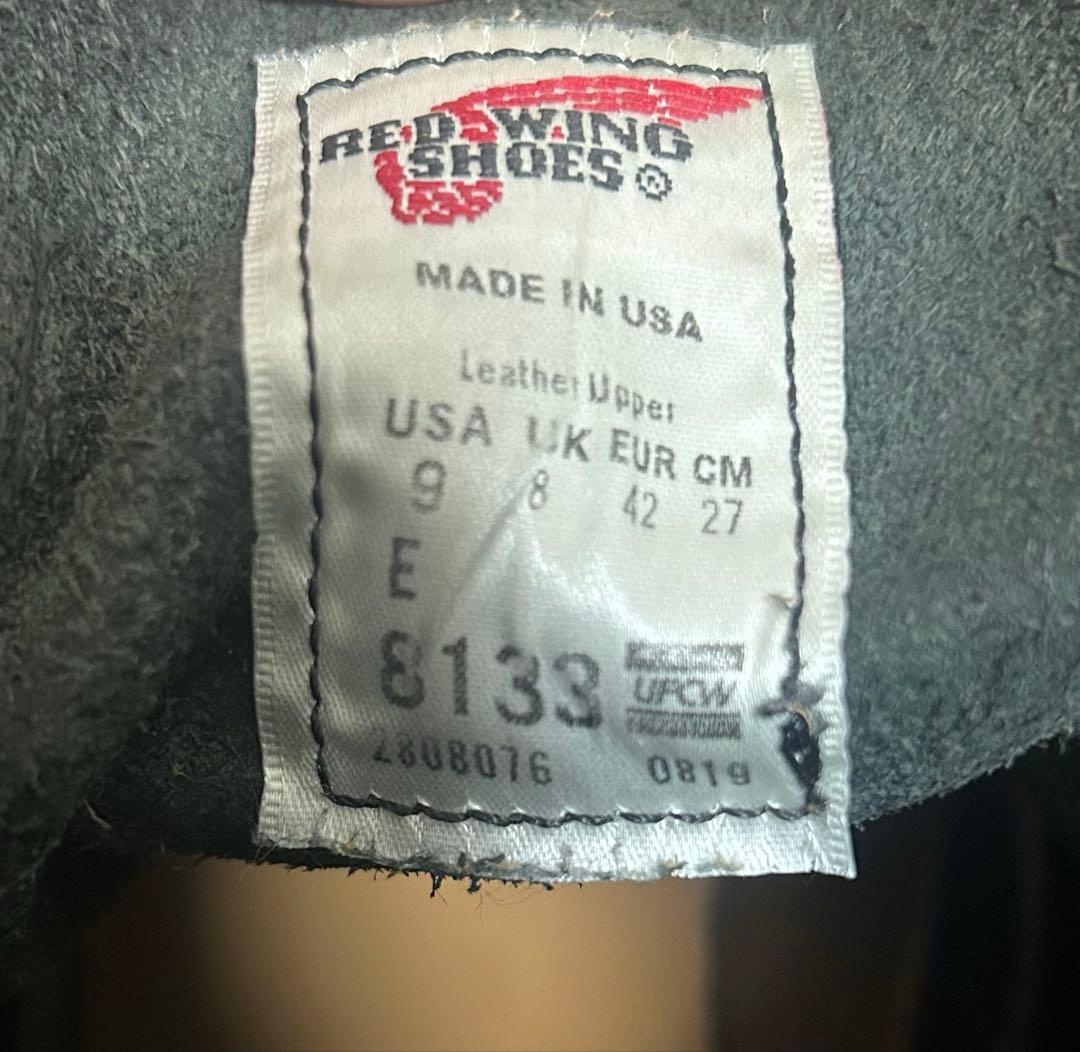 RED WING
SHOES®
MADE IN USA
Leather Upper
USA UK EUR CM
9 8 42 27
E
8133
UFCW
2808076 0819